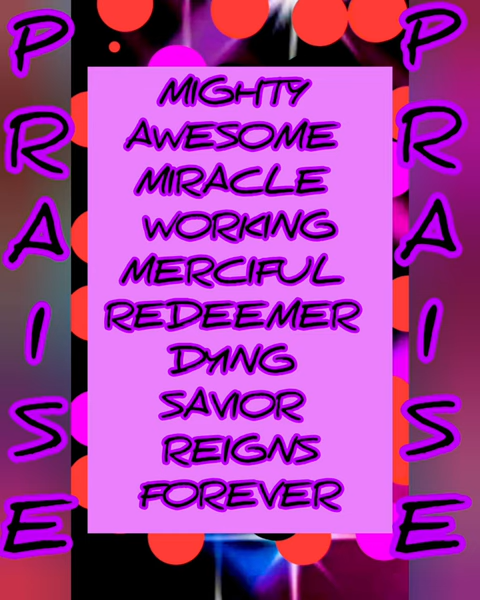 PRAISE
MIGHTY
AWESOME
MIRACLE
WORKING
MERCIFUL
REDEEMER
DYING
SAVIOR
REIGNS
FOREVER
PRAISE